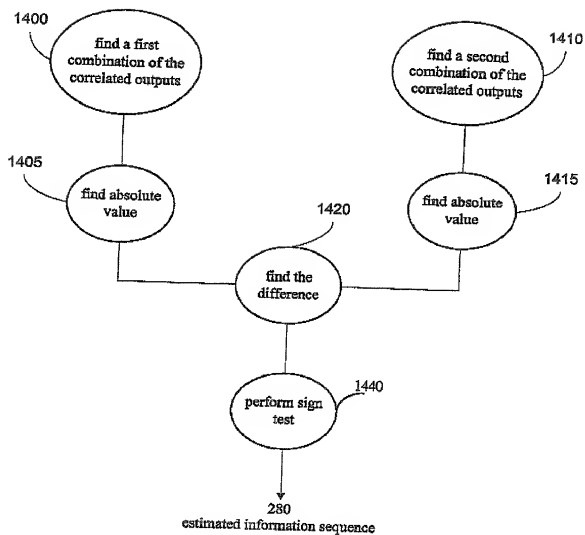 1400
find a first
combination of the
correlated outputs
1410
find a second
combination of the
correlated outputs
1405
find absolute
value
1415
find absolute
value
1420
find the
difference
1440
perform sign
test
280
estimated information sequence